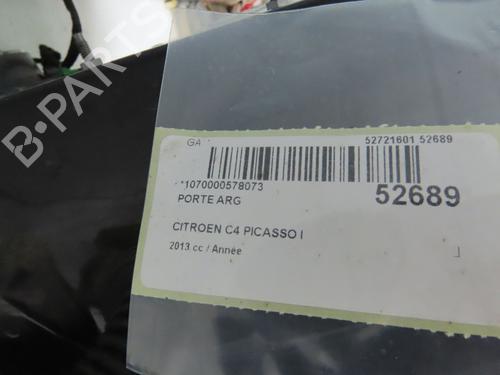 B-PARTS
GA
52721601 52689
*1070000578073
52689
PORTE ARG
CITROEN C4 PICASSO I
2013 cc / Année